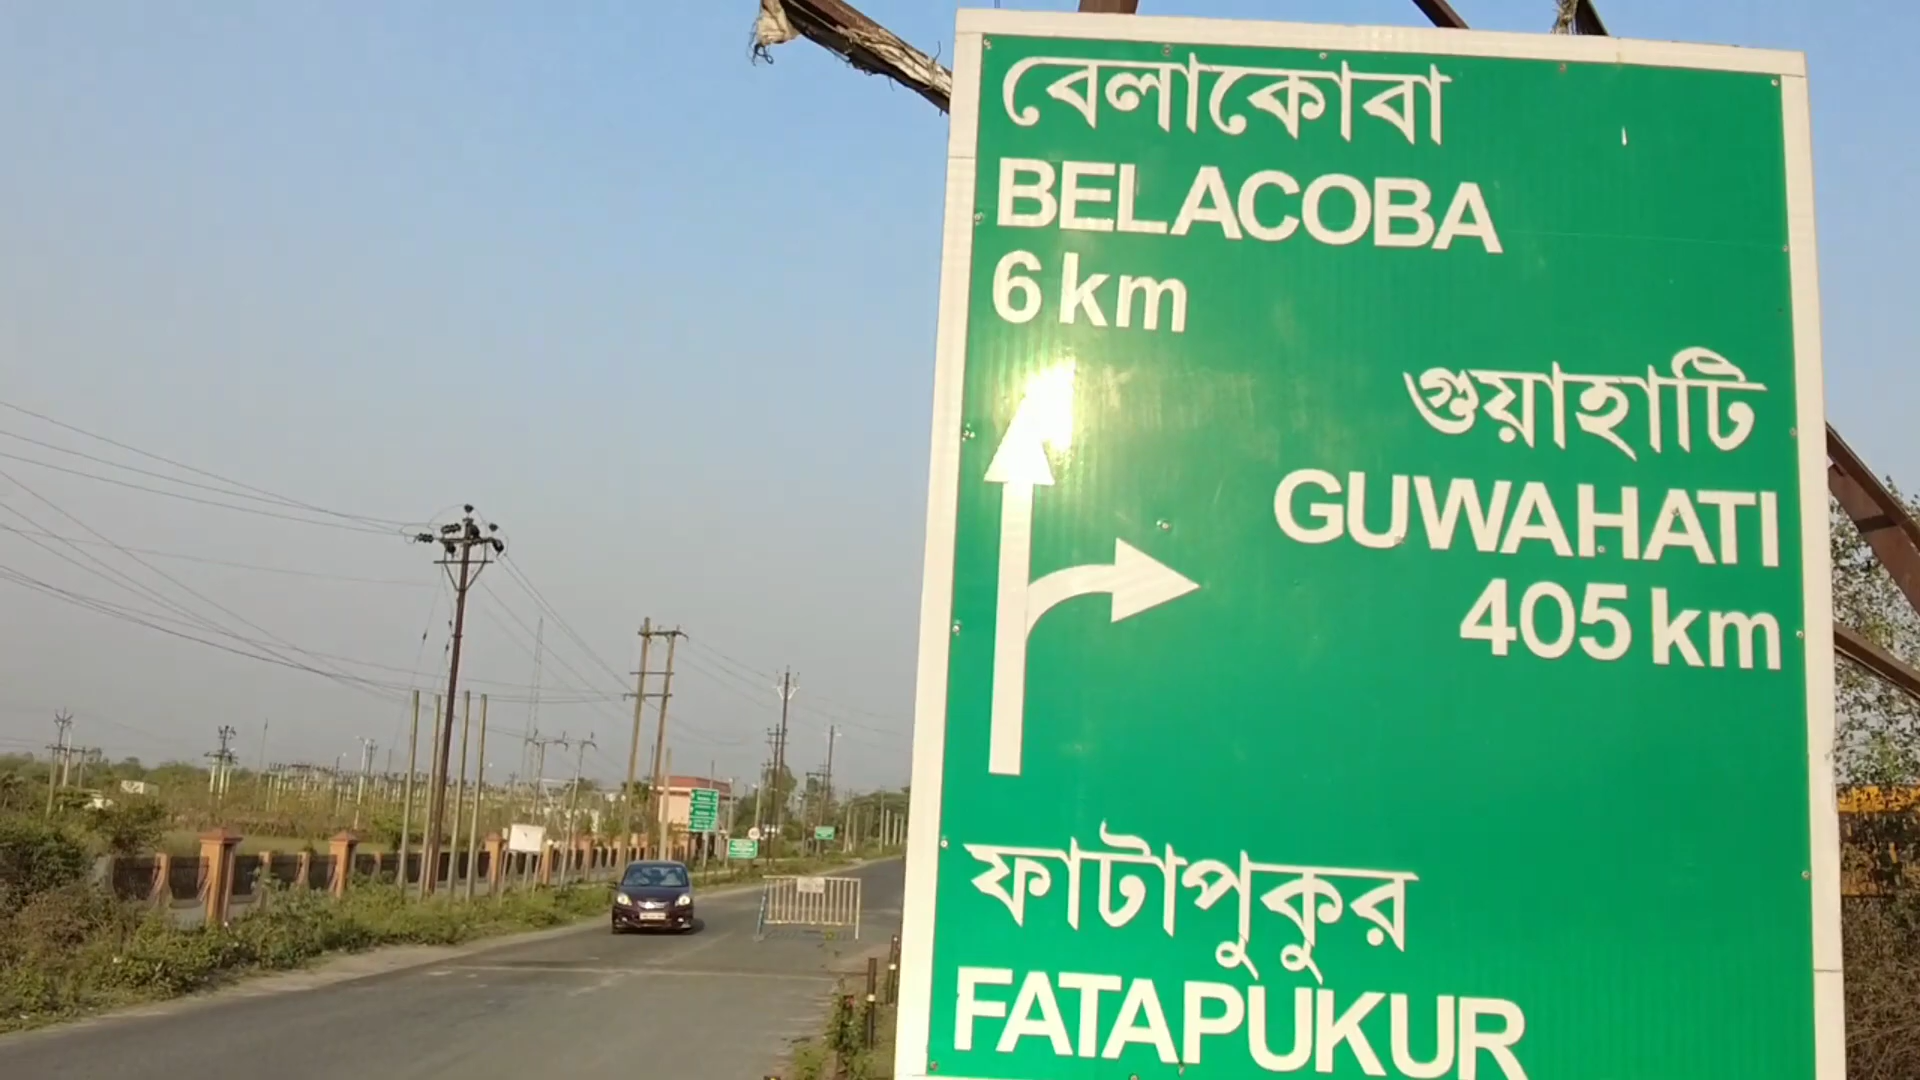 বেলাকোবা
BELACOBA
6 km
গুয়াহাটি
GUWAHATI
405 km
ফাটাপুকুর
FATAPUKUR